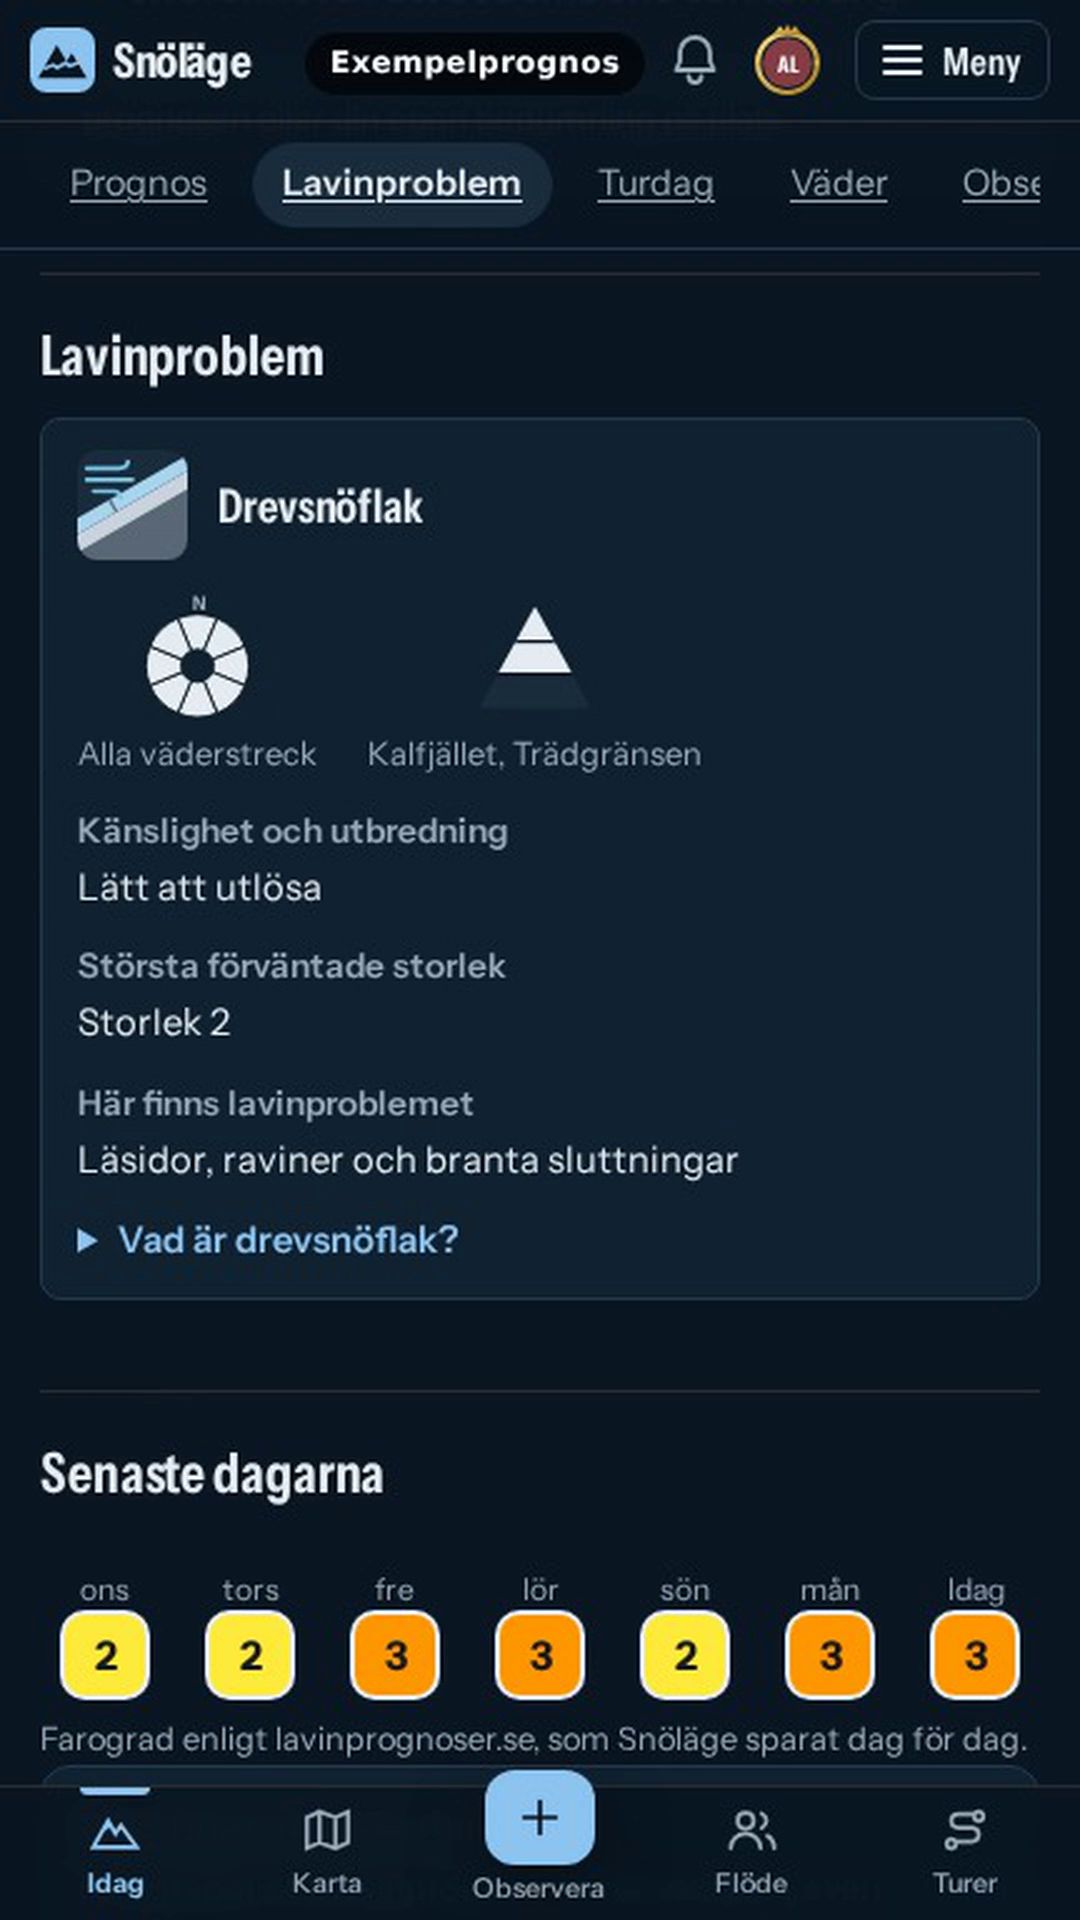 Snöläge
Exempelprognos
AL
Meny
Prognos
Lavinproblem
Turdag
Väder
Obse
Lavinproblem
Drevsnöflak
N
Alla väderstreck
Kalfjället, Trädgränsen
Känslighet och utbredning
Lätt att utlösa
Största förväntade storlek
Storlek 2
Här finns lavinproblemet
Läsidor, raviner och branta sluttningar
Vad är drevsnöflak?
Senaste dagarna
ons tors fre lör sön mån Idag
2 2 3 3 2 3 3
Farograd enligt lavinprognoser.se, som Snöläge sparat dag för dag.
Idag
Karta
Observera
Flöde
Turer